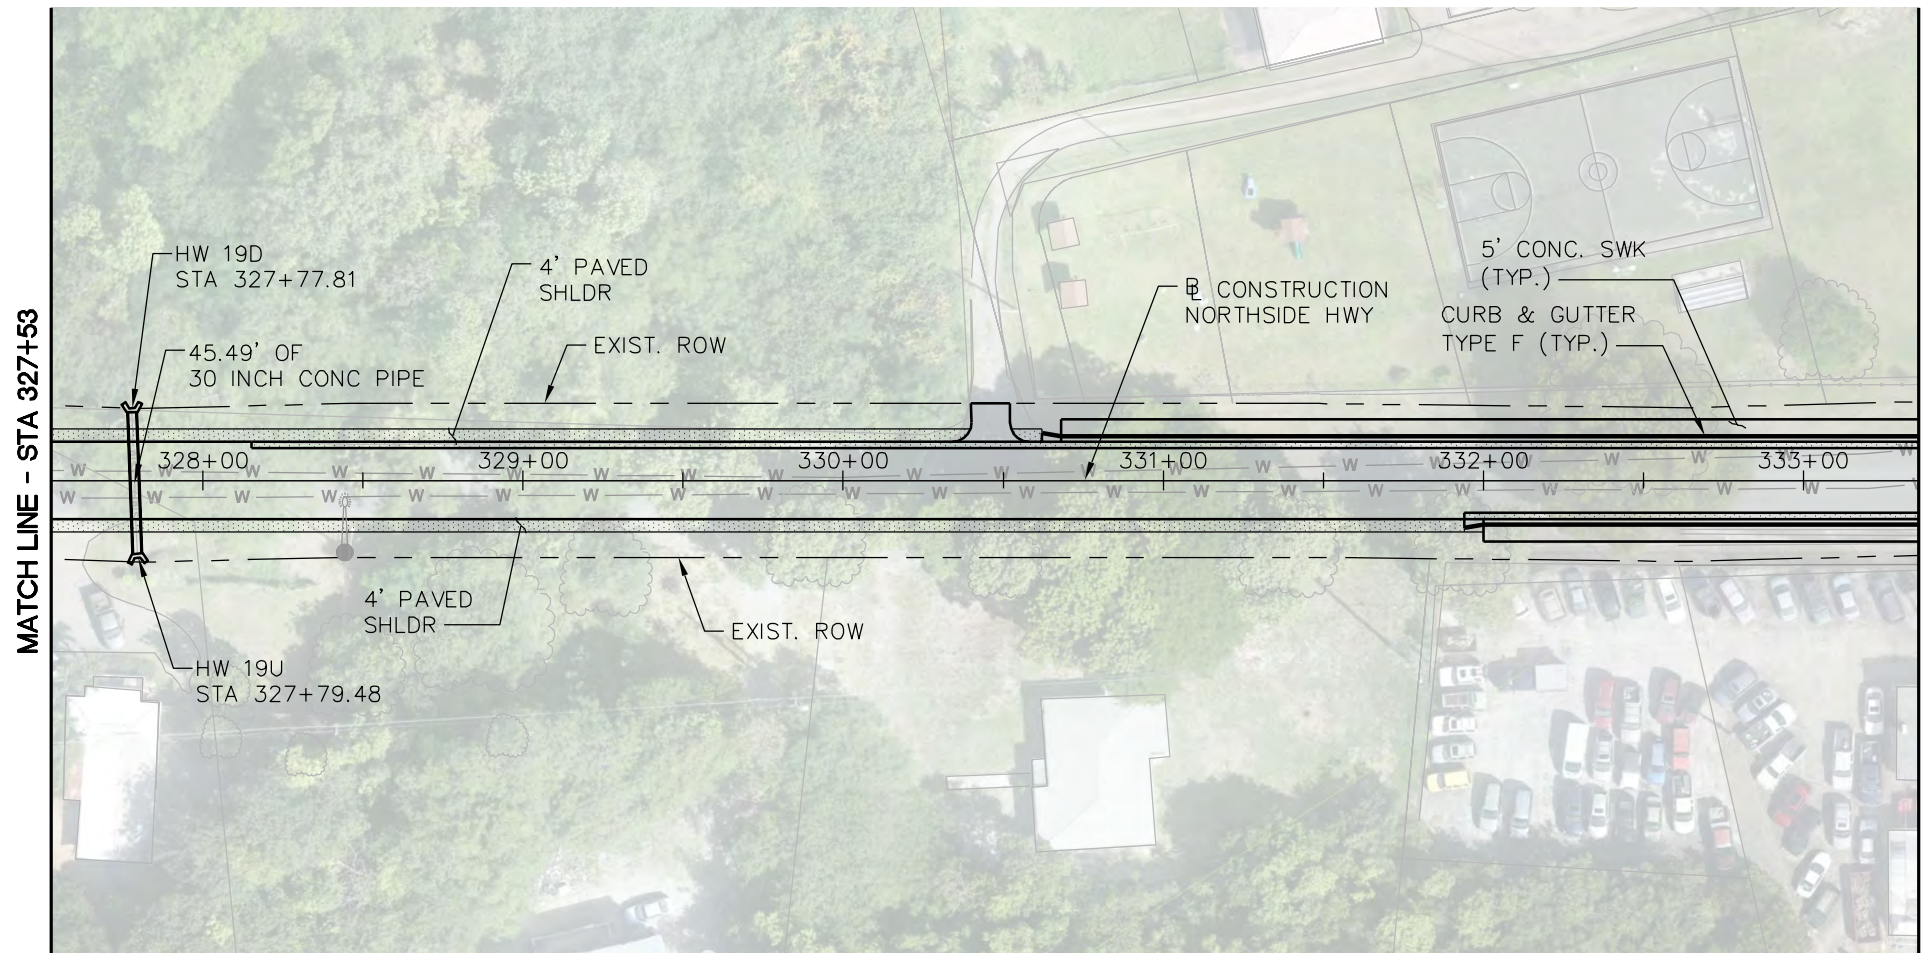 MATCH LINE - STA 327+53
HW 19D
STA 327+77.81
45.49' OF
30 INCH CONC PIPE
4' PAVED
SHLDR
EXIST. ROW
BL CONSTRUCTION
NORTHSIDE HWY
5' CONC. SWK
(TYP.)
CURB & GUTTER
TYPE F (TYP.)
328+00 329+00 330+00 331+00 332+00 333+00
W W W W W W W W W W W W W W W W W W W
W W W W W W W W W W W W W W W W W W W W W
4' PAVED
SHLDR
EXIST. ROW
HW 19U
STA 327+79.48